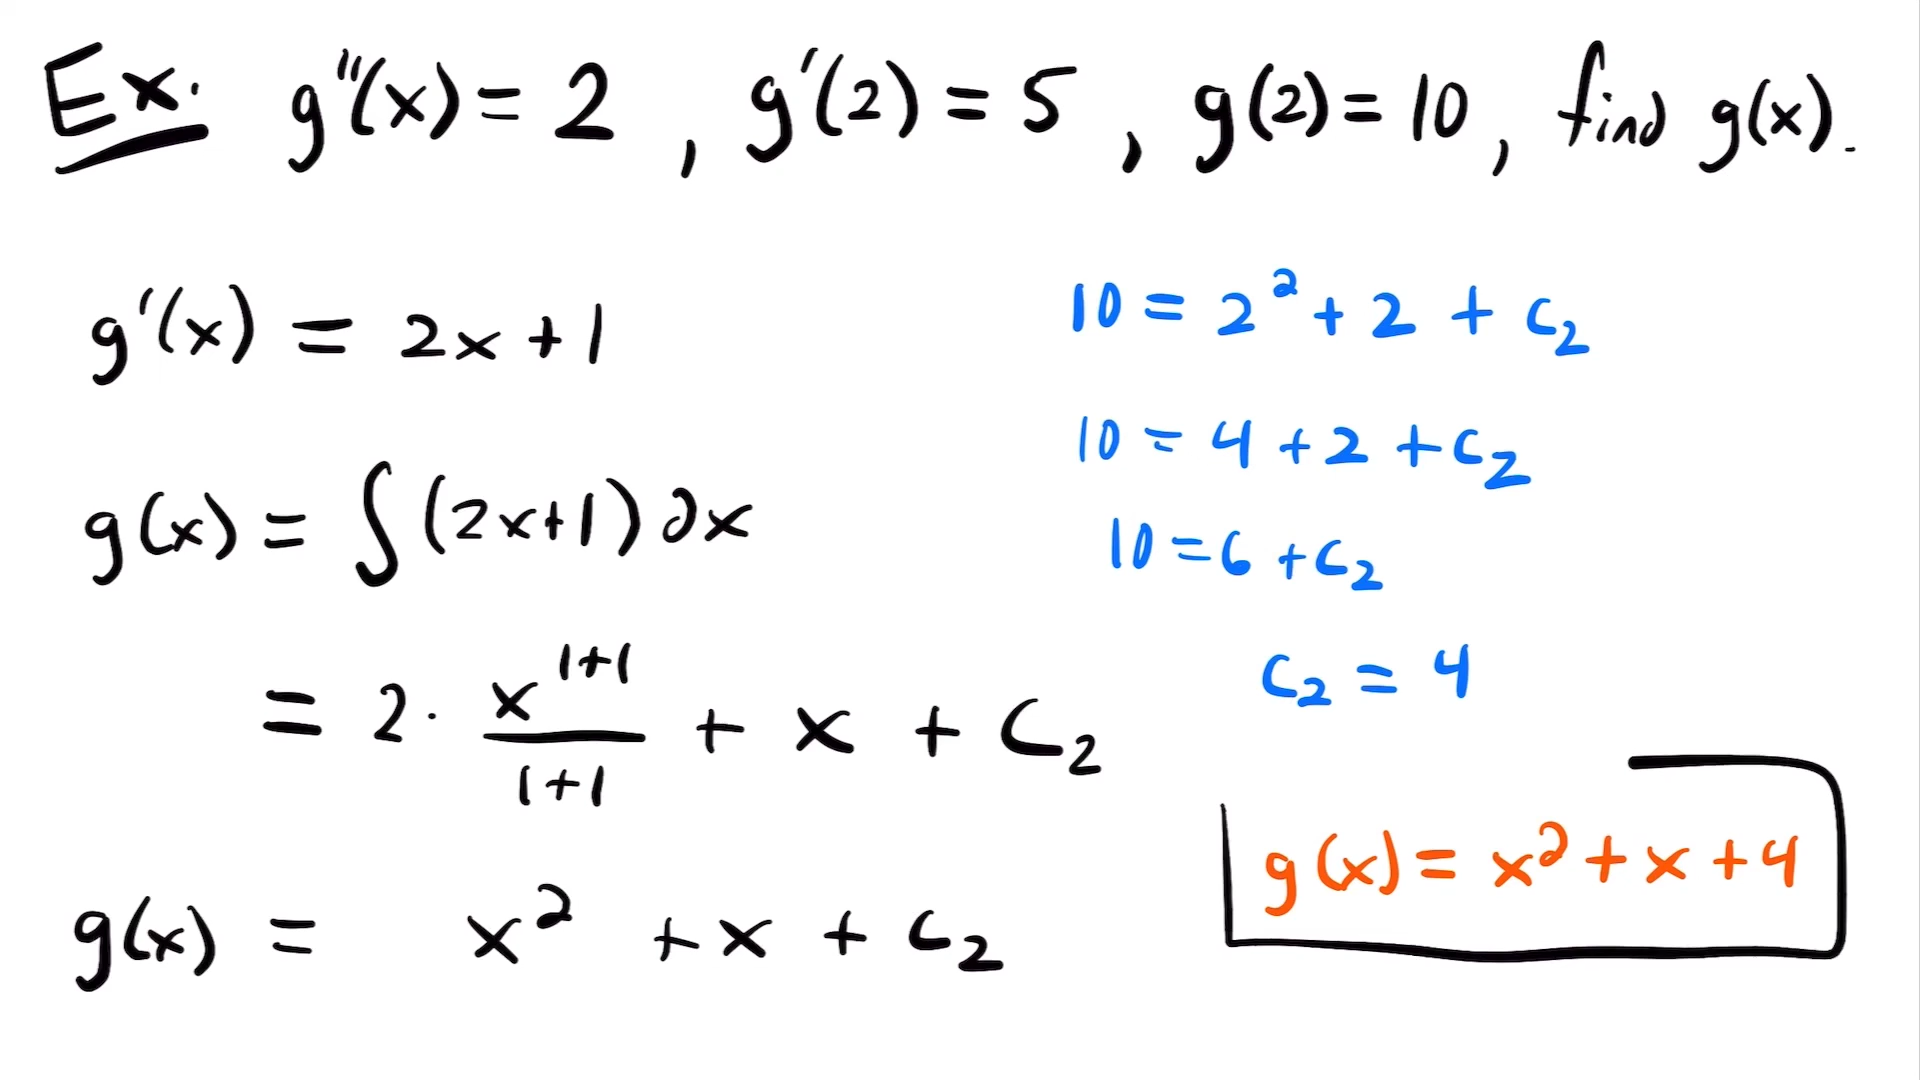 Ex. g''(x) = 2 , g'(2) = 5 , g(2) = 10 , find g(x).
g'(x) = 2x + 1
g(x) = ∫ (2x+1) ∂x
= 2 · x^(1+1)/(1+1) + x + C₂
g(x) = x² + x + C₂
10 = 2² + 2 + C₂
10 = 4 + 2 + C₂
10 = 6 + C₂
C₂ = 4
g(x) = x² + x + 4